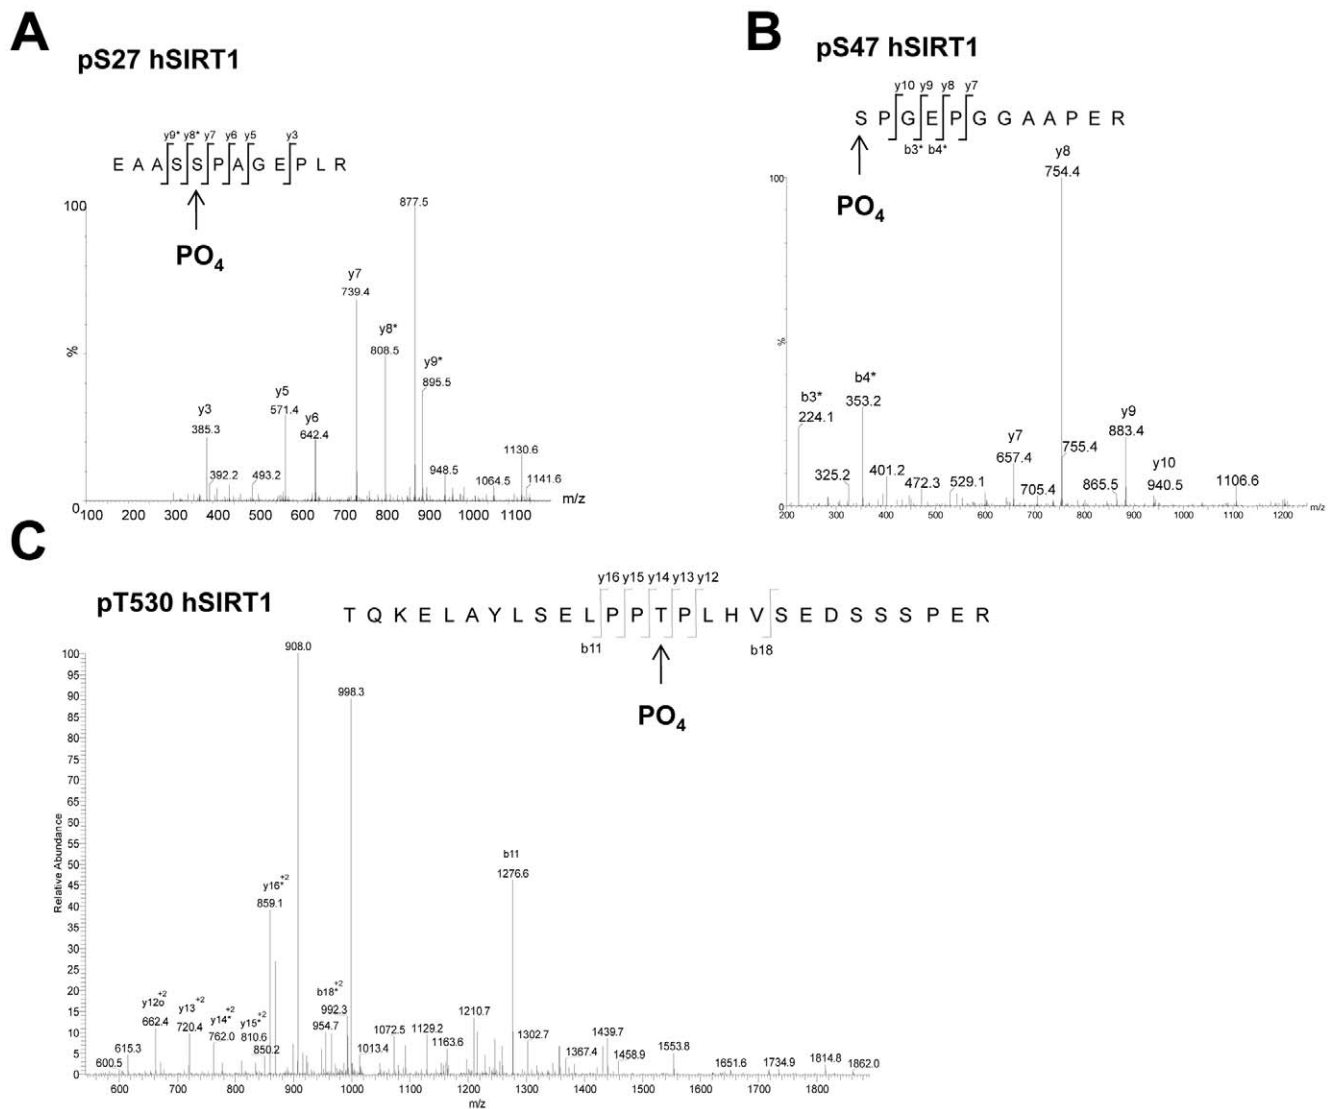 A
pS27 hSIRT1
y9* y8* y7 y6 y5 y3
E A A S S P A G E P L R
PO4
100
%
0
877.5
y7
739.4
y8*
808.5
y9*
895.5
y5
571.4
y6
642.4
y3
385.3
392.2
493.2
948.5
1064.5
1130.6
1141.6
100 200 300 400 500 600 700 800 900 1000 1100
m/z
B
pS47 hSIRT1
y10 y9 y8 y7
S P G E P G G A A P E R
b3* b4*
PO4
100
%
y8
754.4
b4*
353.2
b3*
224.1
y9
883.4
y7
657.4
755.4
y10
940.5
325.2
401.2
472.3
529.1
705.4
865.5
1106.6
200 300 400 500 600 700 800 900 1000 1100 1200
m/z
C
pT530 hSIRT1
y16 y15 y14 y13 y12
T Q K E L A Y L S E L P P T P L H V S E D S S S P E R
b11 b18
PO4
Relative Abundance
100
95
90
85
80
75
70
65
60
55
50
45
40
35
30
25
20
15
10
5
0
908.0
998.3
b11
1276.6
y16*+2
859.1
y12o+2
662.4
y13+2
720.4
y14*+2
762.0
y15*+2
810.6
b18*+2
992.3
954.7
600.5
615.3
850.2
1013.4
1072.5
1129.2
1163.6
1210.7
1302.7
1367.4
1439.7
1458.9
1553.8
1651.6
1734.9
1814.8
1862.0
600 700 800 900 1000 1100 1200 1300 1400 1500 1600 1700 1800
m/z